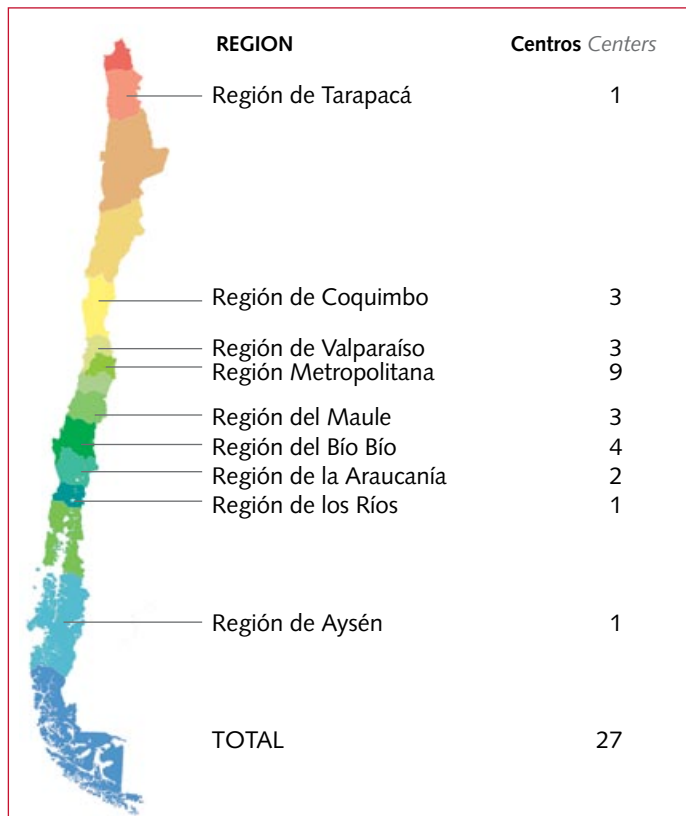 REGION Centros Centers
Región de Tarapacá 1
Región de Coquimbo 3
Región de Valparaíso 3
Región Metropolitana 9
Región del Maule 3
Región del Bío Bío 4
Región de la Araucanía 2
Región de los Ríos 1
Región de Aysén 1
TOTAL 27